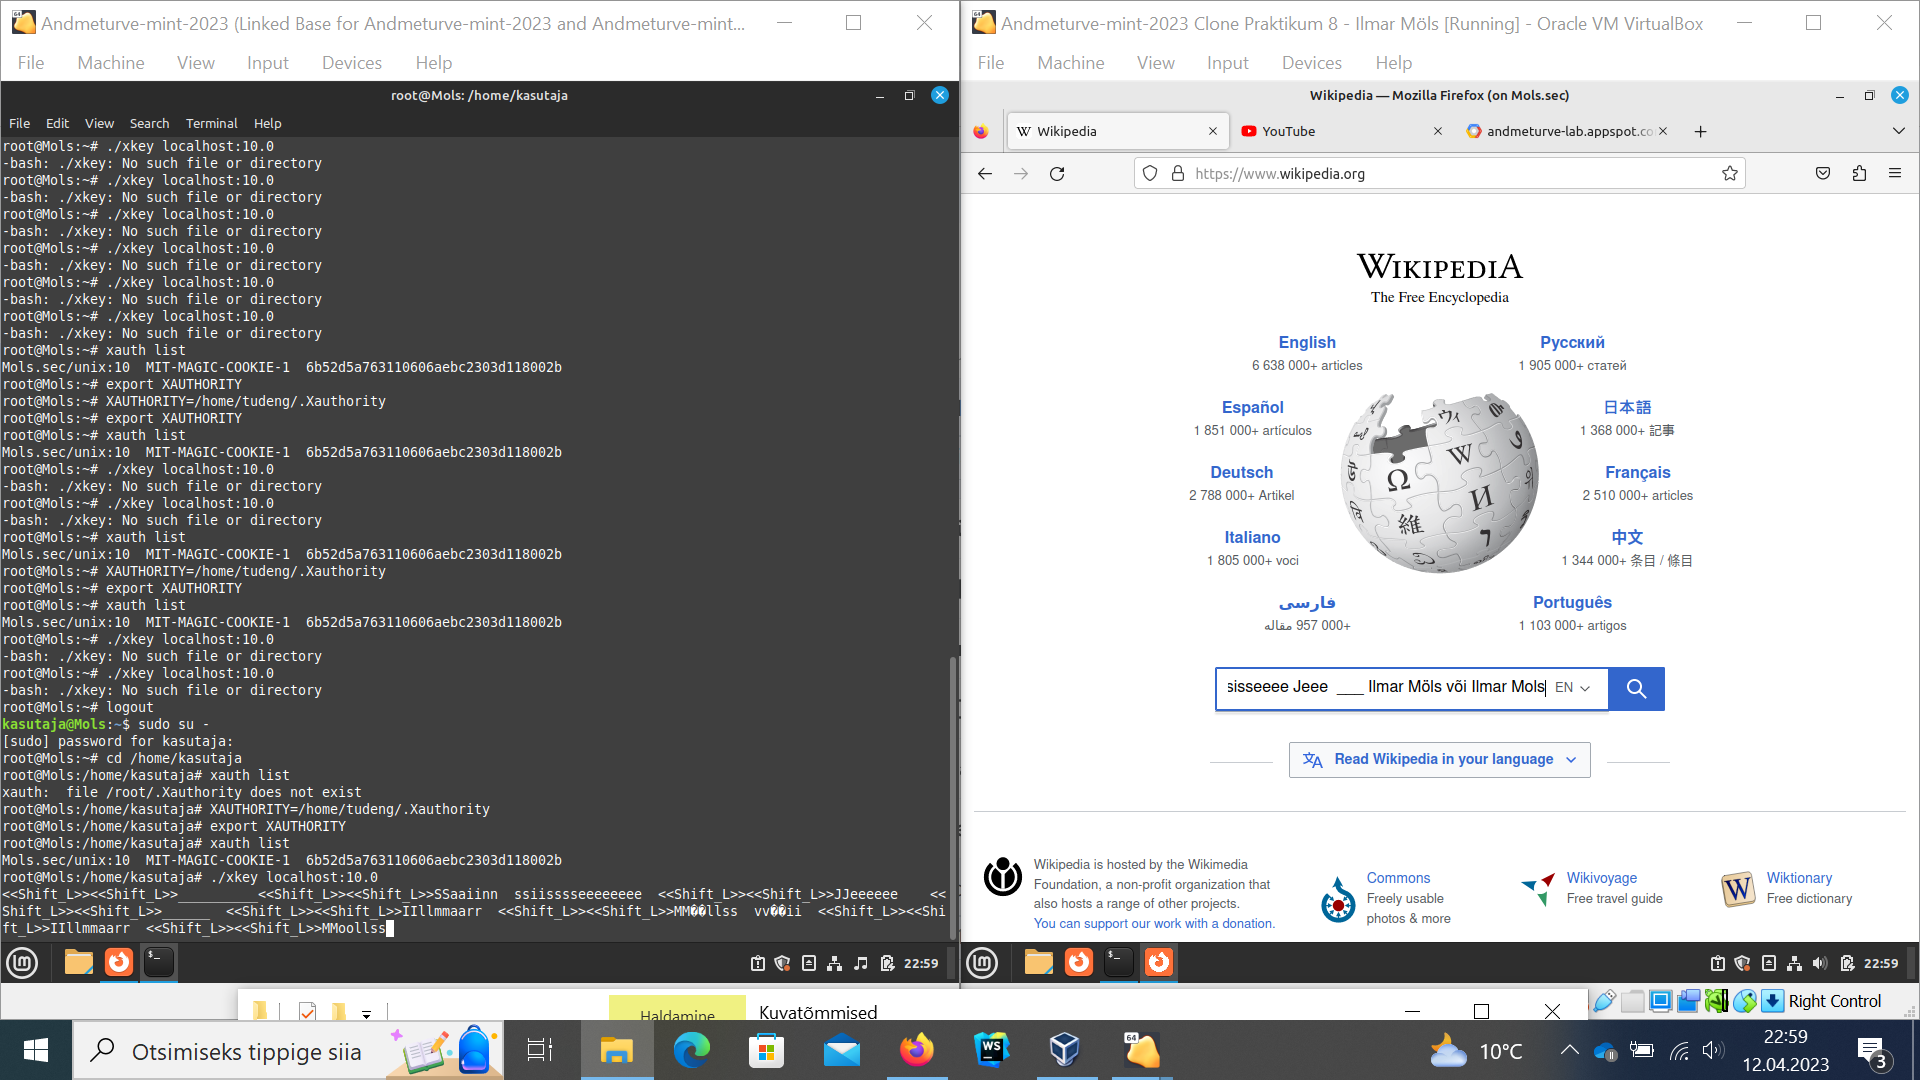 Andmeturve-mint-2023 (Linked Base for Andmeturve-mint-2023 and Andmeturve-mint...
File Machine View Input Devices Help
root@Mols: /home/kasutaja
File Edit View Search Terminal Help
root@Mols:~# ./xkey localhost:10.0
-bash: ./xkey: No such file or directory
root@Mols:~# ./xkey localhost:10.0
-bash: ./xkey: No such file or directory
root@Mols:~# ./xkey localhost:10.0
-bash: ./xkey: No such file or directory
root@Mols:~# ./xkey localhost:10.0
-bash: ./xkey: No such file or directory
root@Mols:~# ./xkey localhost:10.0
-bash: ./xkey: No such file or directory
root@Mols:~# ./xkey localhost:10.0
-bash: ./xkey: No such file or directory
root@Mols:~# xauth list
Mols.sec/unix:10 MIT-MAGIC-COOKIE-1 6b52d5a763110606aebc2303d118002b
root@Mols:~# export XAUTHORITY
root@Mols:~# XAUTHORITY=/home/tudeng/.Xauthority
root@Mols:~# export XAUTHORITY
root@Mols:~# xauth list
Mols.sec/unix:10 MIT-MAGIC-COOKIE-1 6b52d5a763110606aebc2303d118002b
root@Mols:~# ./xkey localhost:10.0
-bash: ./xkey: No such file or directory
root@Mols:~# ./xkey localhost:10.0
-bash: ./xkey: No such file or directory
root@Mols:~# xauth list
Mols.sec/unix:10 MIT-MAGIC-COOKIE-1 6b52d5a763110606aebc2303d118002b
root@Mols:~# XAUTHORITY=/home/tudeng/.Xauthority
root@Mols:~# export XAUTHORITY
root@Mols:~# xauth list
Mols.sec/unix:10 MIT-MAGIC-COOKIE-1 6b52d5a763110606aebc2303d118002b
root@Mols:~# ./xkey localhost:10.0
-bash: ./xkey: No such file or directory
root@Mols:~# ./xkey localhost:10.0
-bash: ./xkey: No such file or directory
root@Mols:~# logout
kasutaja@Mols:~$ sudo su -
[sudo] password for kasutaja:
root@Mols:~# cd /home/kasutaja
root@Mols:/home/kasutaja# xauth list
xauth: file /root/.Xauthority does not exist
root@Mols:/home/kasutaja# XAUTHORITY=/home/tudeng/.Xauthority
root@Mols:/home/kasutaja# export XAUTHORITY
root@Mols:/home/kasutaja# xauth list
Mols.sec/unix:10 MIT-MAGIC-COOKIE-1 6b52d5a763110606aebc2303d118002b
root@Mols:/home/kasutaja# ./xkey localhost:10.0
<<Shift_L>><<Shift_L>>__________<<Shift_L>><<Shift_L>>SSaaiinn ssiisssseeeeeeee <<Shift_L>><<Shift_L>>JJeeeeee <<
Shift_L>><<Shift_L>>______ <<Shift_L>><<Shift_L>>IIllmmaarr <<Shift_L>><<Shift_L>>MM��llss vv��ii <<Shift_L>><<Shi
ft_L>>IIllmmaarr <<Shift_L>><<Shift_L>>MMoollss
22:59
Andmeturve-mint-2023 Clone Praktikum 8 - Ilmar Möls [Running] - Oracle VM VirtualBox
File Machine View Input Devices Help
Wikipedia — Mozilla Firefox (on Mols.sec)
Wikipedia YouTube andmeturve-lab.appspot.co
https://www.wikipedia.org
WIKIPEDIA
The Free Encyclopedia
English
6 638 000+ articles
Русский
1 905 000+ статей
Español
1 851 000+ artículos
日本語
1 368 000+ 記事
Deutsch
2 788 000+ Artikel
Français
2 510 000+ articles
Italiano
1 805 000+ voci
中文
1 344 000+ 条目 / 條目
فارسی
۹۵۷ 000+ مقاله
Português
1 103 000+ artigos
Ω W И 維 ウィ
sisseeee Jeee ___ Ilmar Möls või Ilmar Mols EN
Read Wikipedia in your language
Wikipedia is hosted by the Wikimedia
Foundation, a non-profit organization that
also hosts a range of other projects.
You can support our work with a donation.
Commons
Freely usable
photos & more
Wikivoyage
Free travel guide
Wiktionary
Free dictionary
22:59
Right Control
Haldamine Kuvatõmmised
Otsimiseks tippige siia
WS
64
10°C
22:59
12.04.2023
3